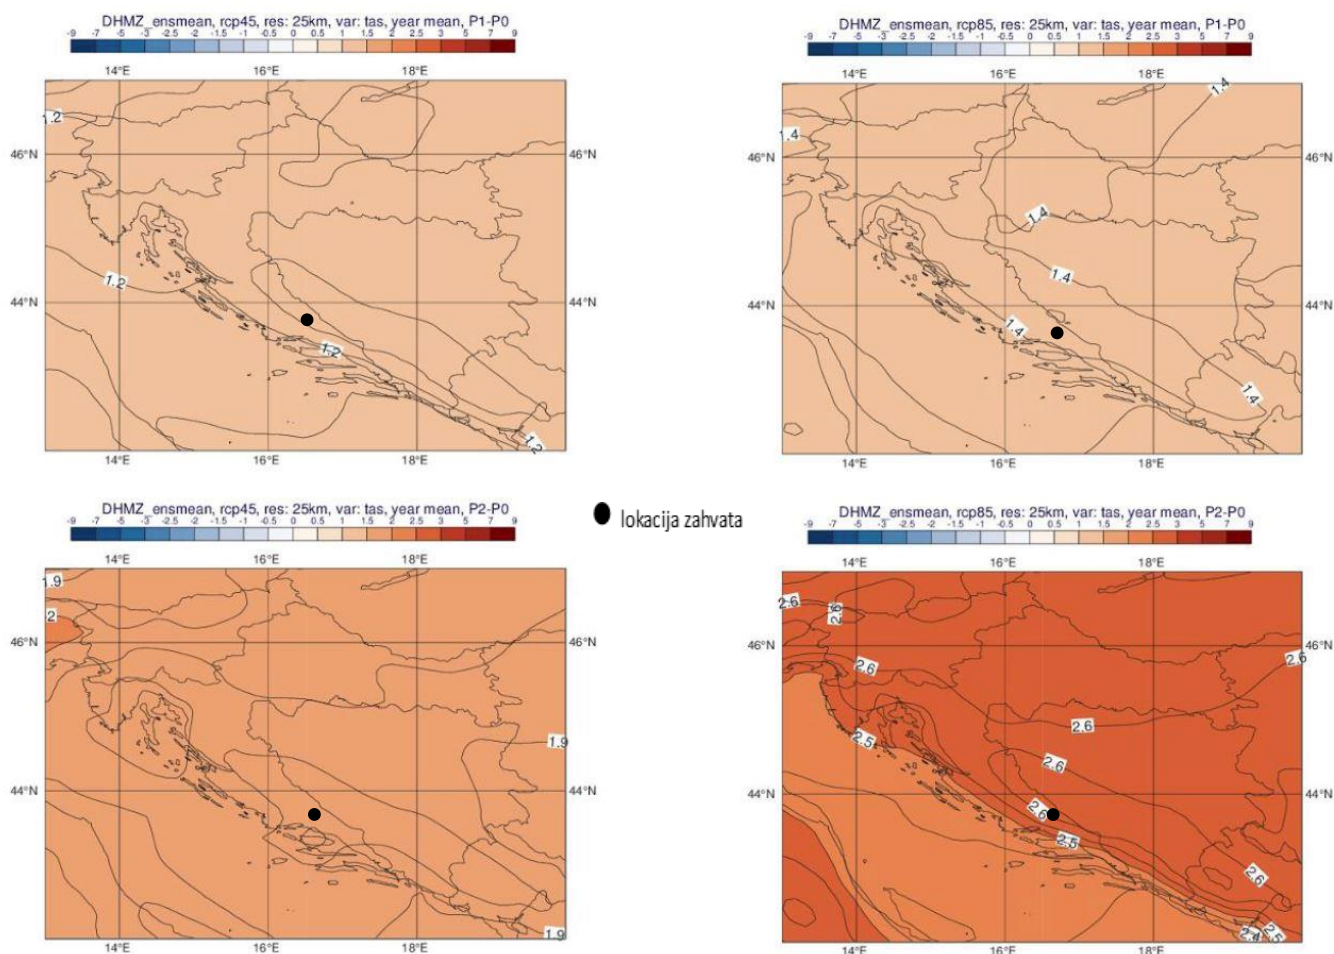 DHMZ_ensmean, rcp45, res: 25km, var: tas, year mean, P1-P0
-9 -7 -5 -3 -2.5 -2 -1.5 -1 -0.5 0 0.5 1 1.5 2 2.5 3 5 7 9
14°E 16°E 18°E
1.2
46°N 46°N
1.2
44°N 44°N
1.2
1.2
14°E 16°E 18°E
DHMZ_ensmean, rcp85, res: 25km, var: tas, year mean, P1-P0
-9 -7 -5 -3 -2.5 -2 -1.5 -1 -0.5 0 0.5 1 1.5 2 2.5 3 5 7 9
14°E 16°E 18°E
1.4
1.4
46°N 46°N
1.4
1.4
44°N 44°N
1.4
1.4
14°E 16°E 18°E
lokacija zahvata
DHMZ_ensmean, rcp45, res: 25km, var: tas, year mean, P2-P0
-9 -7 -5 -3 -2.5 -2 -1.5 -1 -0.5 0 0.5 1 1.5 2 2.5 3 5 7 9
14°E 16°E 18°E
1.9
2
46°N 46°N
1.9
44°N 44°N
1.9
14°E 16°E 18°E
DHMZ_ensmean, rcp85, res: 25km, var: tas, year mean, P2-P0
-9 -7 -5 -3 -2.5 -2 -1.5 -1 -0.5 0 0.5 1 1.5 2 2.5 3 5 7 9
14°E 16°E 18°E
2.6 2.6
46°N 46°N
2.6 2.6
2.6
2.5
2.6
44°N 44°N
2.6
2.5
2.6
2.4 2.5
14°E 16°E 18°E